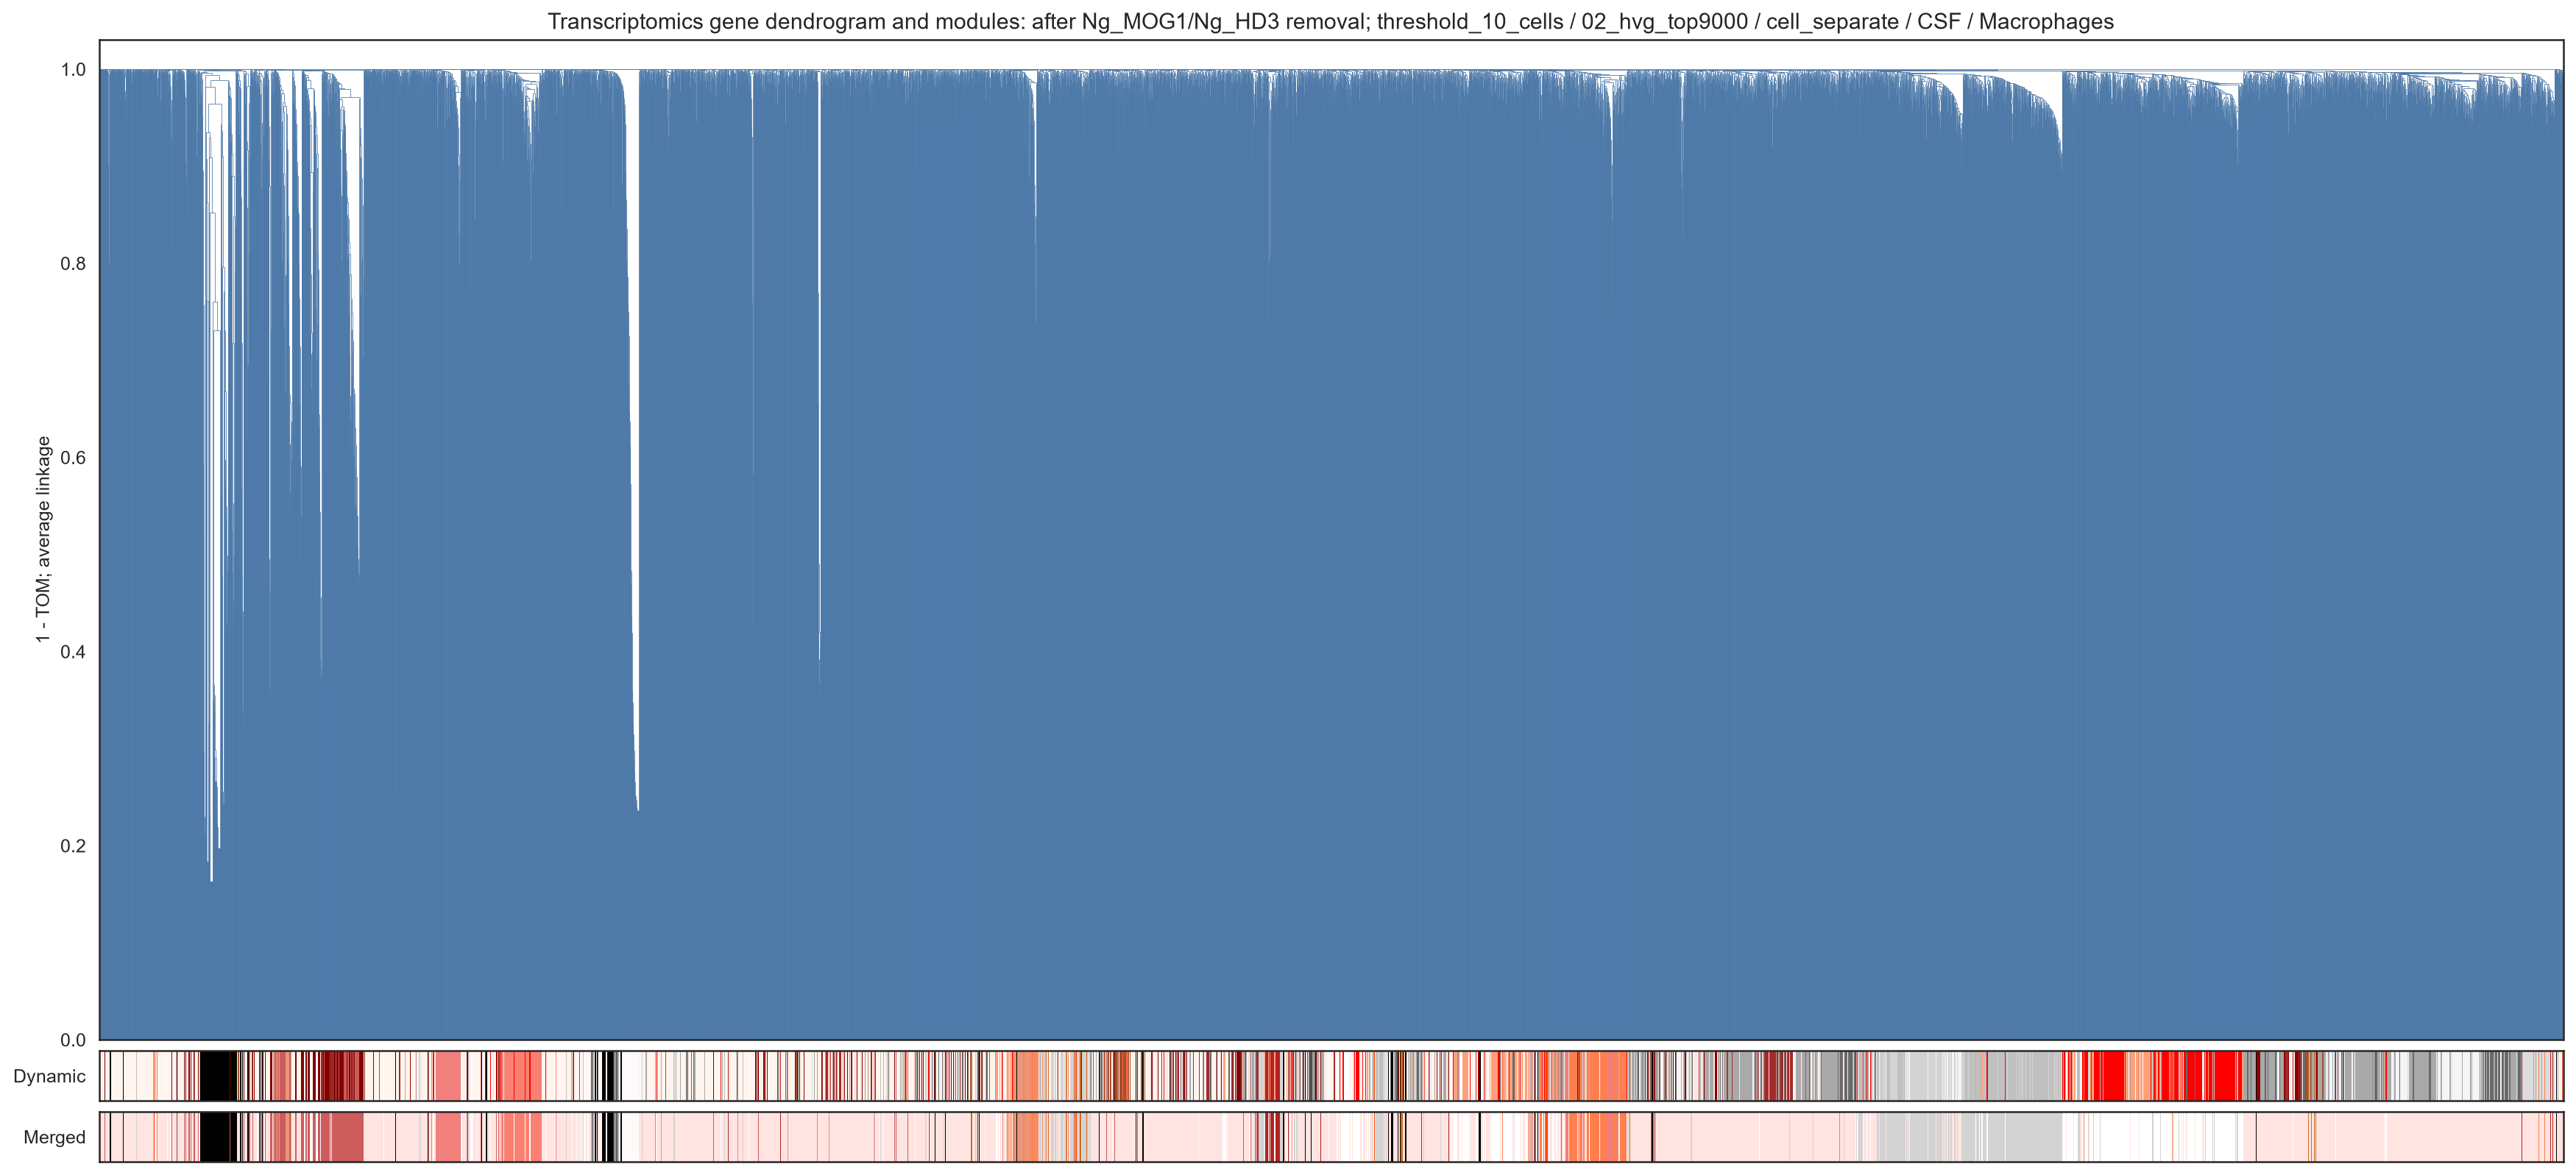 Transcriptomics gene dendrogram and modules: after Ng_MOG1/Ng_HD3 removal; threshold_10_cells / 02_hvg_top9000 / cell_separate / CSF / Macrophages
1.0
0.8
0.6
0.4
0.2
0.0
1 - TOM; average linkage
Dynamic
Merged